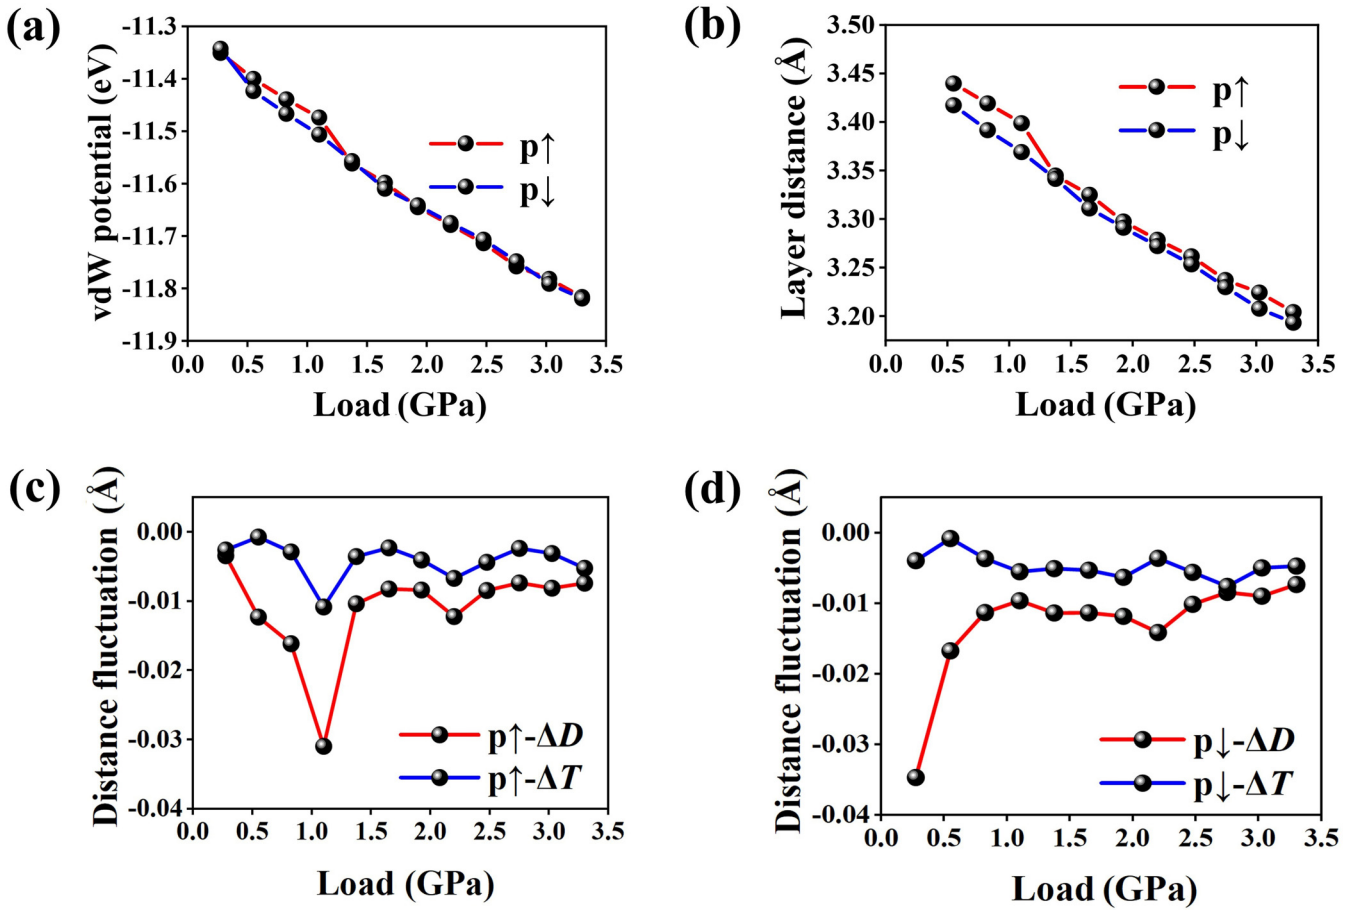 (a)
vdW potential (eV)
-11.3
-11.4
-11.5
-11.6
-11.7
-11.8
-11.9
0.0 0.5 1.0 1.5 2.0 2.5 3.0 3.5
Load (GPa)
p↑
p↓
(b)
Layer distance (Å)
3.50
3.45
3.40
3.35
3.30
3.25
3.20
0.0 0.5 1.0 1.5 2.0 2.5 3.0 3.5
Load (GPa)
p↑
p↓
(c)
Distance fluctuation (Å)
0.00
-0.01
-0.02
-0.03
-0.04
0.0 0.5 1.0 1.5 2.0 2.5 3.0 3.5
Load (GPa)
p↑-ΔD
p↑-ΔT
(d)
Distance fluctuation (Å)
0.00
-0.01
-0.02
-0.03
-0.04
0.0 0.5 1.0 1.5 2.0 2.5 3.0 3.5
Load (GPa)
p↓-ΔD
p↓-ΔT